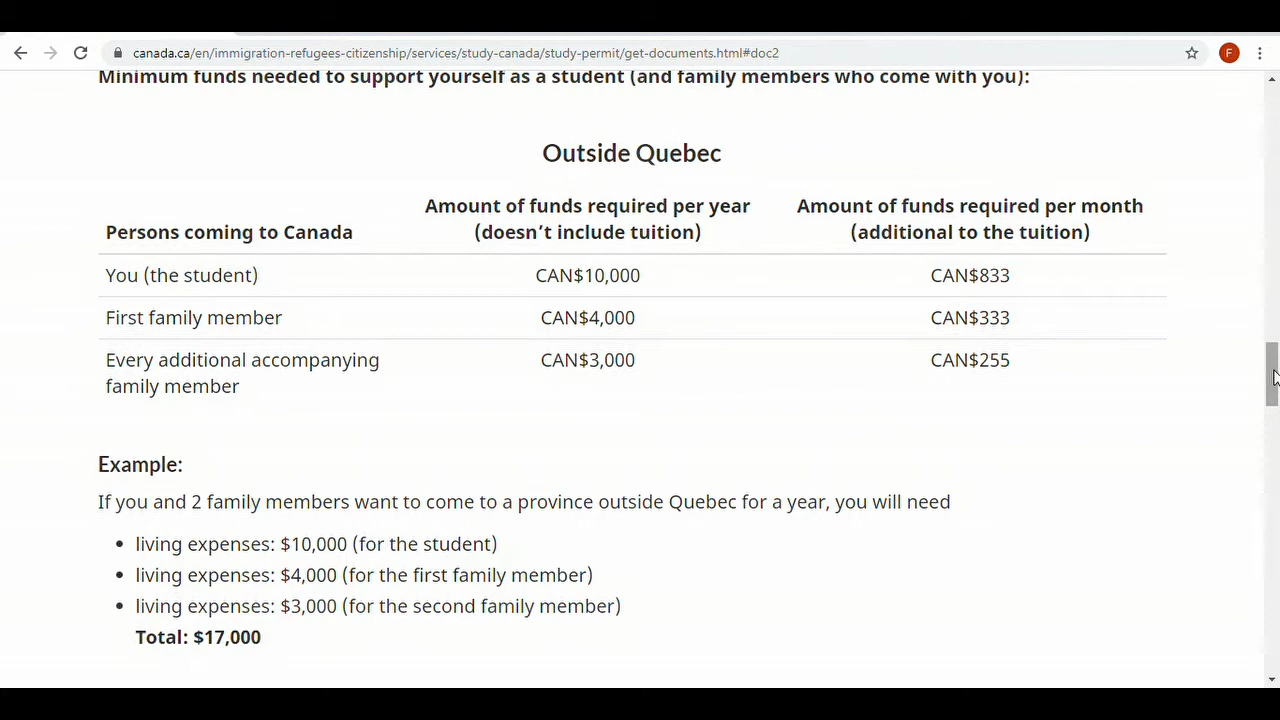 canada.ca/en/immigration-refugees-citizenship/services/study-canada/study-permit/get-documents.html#doc2
F
Minimum funds needed to support yourself as a student (and family members who come with you):
Outside Quebec
Persons coming to Canada
Amount of funds required per year
(doesn’t include tuition)
Amount of funds required per month
(additional to the tuition)
You (the student)
CAN$10,000
CAN$833
First family member
CAN$4,000
CAN$333
Every additional accompanying
family member
CAN$3,000
CAN$255
Example:
If you and 2 family members want to come to a province outside Quebec for a year, you will need
• living expenses: $10,000 (for the student)
• living expenses: $4,000 (for the first family member)
• living expenses: $3,000 (for the second family member)
Total: $17,000